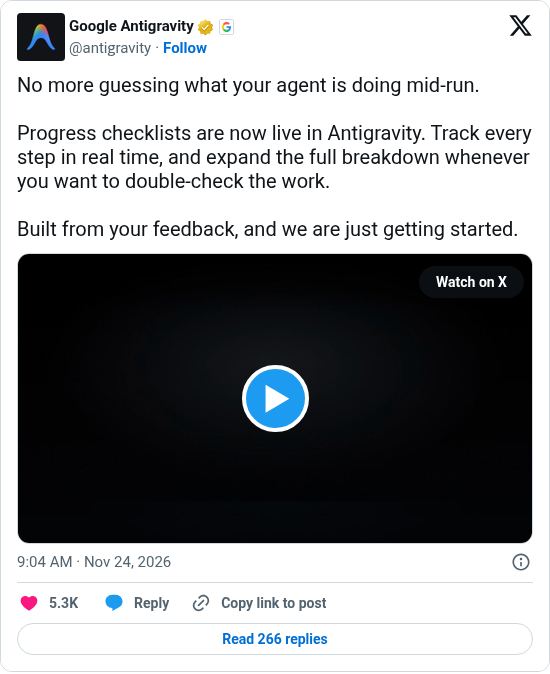 Google Antigravity
@antigravity · Follow
No more guessing what your agent is doing mid-run.
Progress checklists are now live in Antigravity. Track every
step in real time, and expand the full breakdown whenever
you want to double-check the work.
Built from your feedback, and we are just getting started.
Watch on X
9:04 AM · Nov 24, 2026
5.3K Reply Copy link to post
Read 266 replies